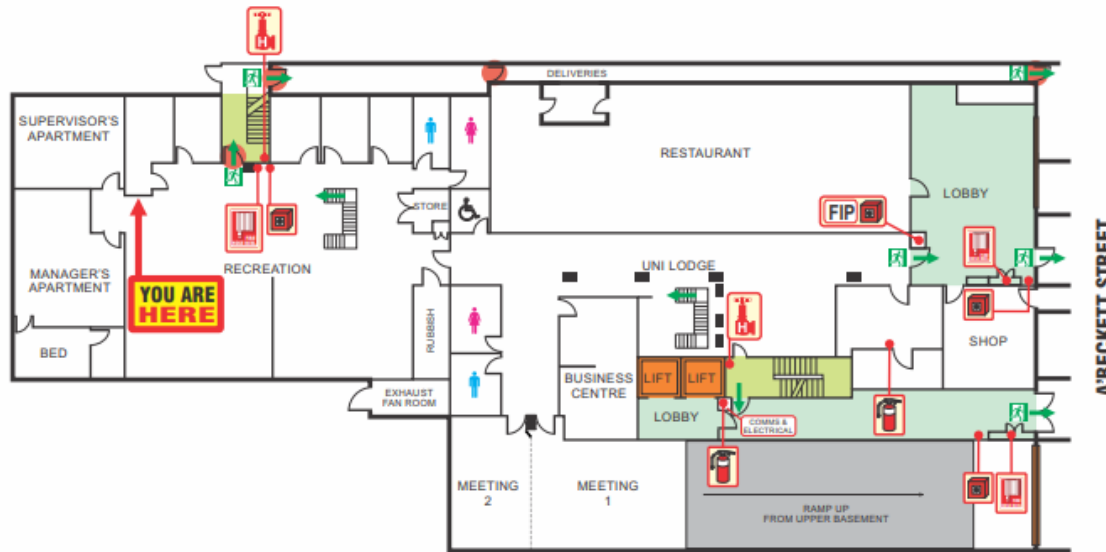 H
DELIVERIES
SUPERVISOR'S
APARTMENT
RESTAURANT
LOBBY
STORE
FIP
MANAGER'S
APARTMENT
RECREATION
UNI LODGE
YOU ARE
HERE
H
A'BECKETT STREET
RUBBISH
SHOP
BED
LIFT
LIFT
BUSINESS
CENTRE
EXHAUST
FAN ROOM
LOBBY
COMMS &
ELECTRICAL
MEETING
2
MEETING
1
RAMP UP
FROM UPPER BASEMENT